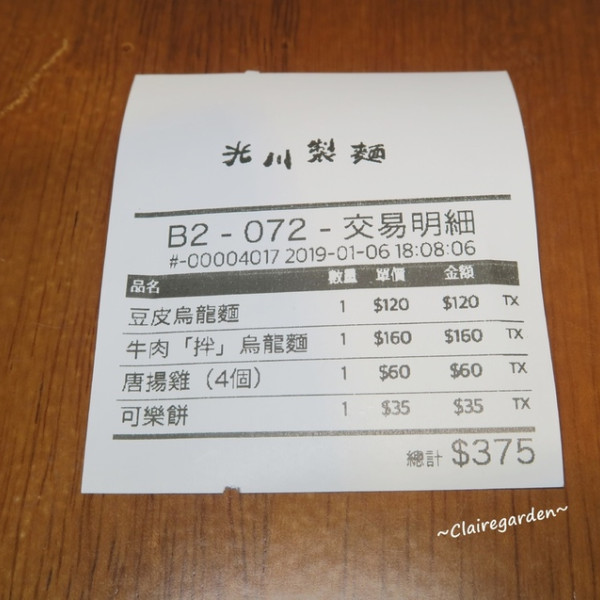 光川製麵
B2 - 072 - 交易明細
#-00004017 2019-01-06 18:08:06
品名 數量 單價 金額
豆皮烏龍麵 1 $120 $120 TX
牛肉「拌」烏龍麵 1 $160 $160 TX
唐揚雞（4個） 1 $60 $60 TX
可樂餅 1 $35 $35 TX
總計 $375
~Clairegarden~